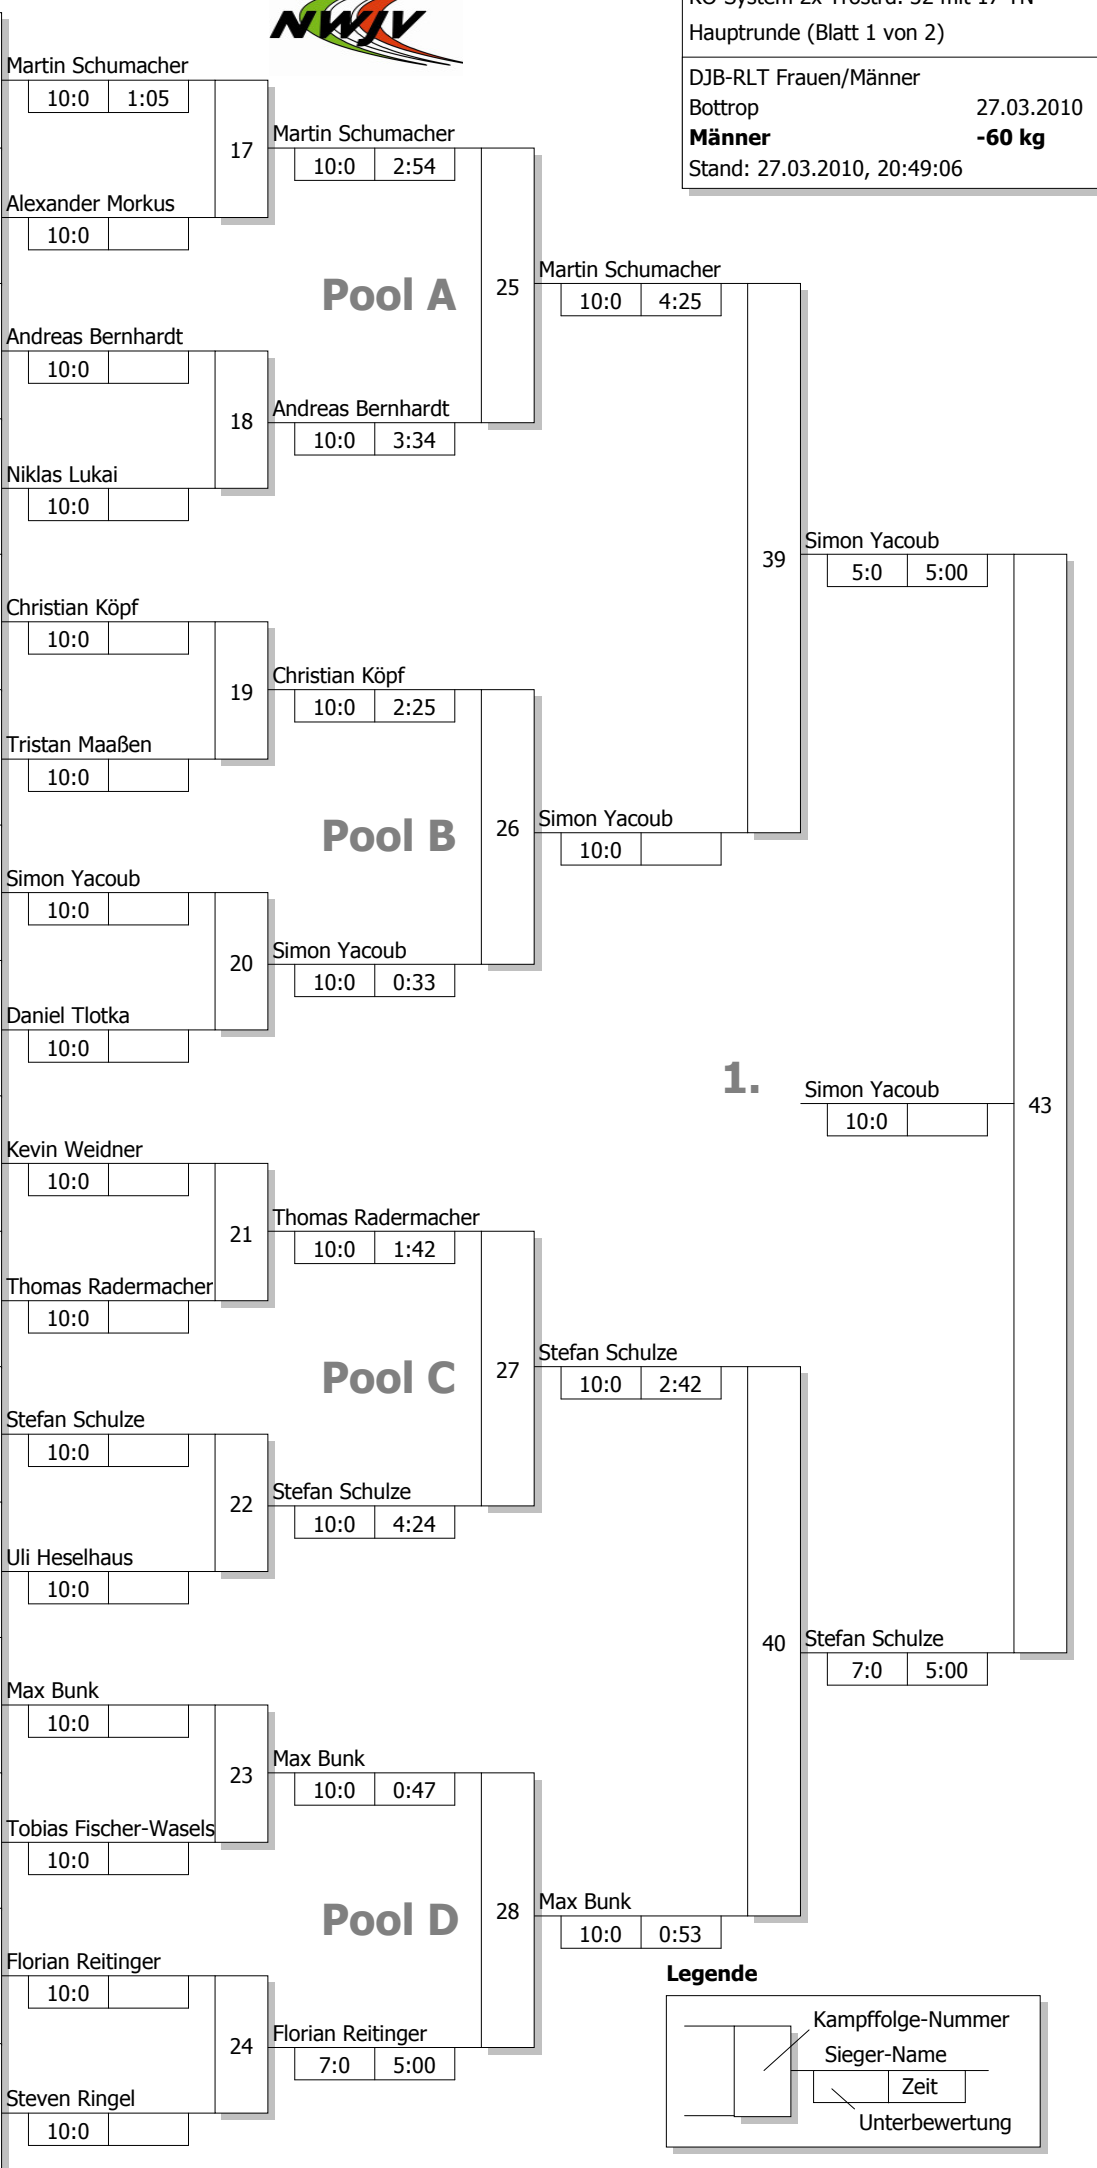 NWJV
Hauptrunde (Blatt 1 von 2)
DJB-RLT Frauen/Männer
Bottrop 27.03.2010
Männer -60 kg
Stand: 27.03.2010, 20:49:06
Martin Schumacher
10:0 1:05
17
Martin Schumacher
10:0 2:54
Alexander Morkus
10:0
Pool A
25
Martin Schumacher
10:0 4:25
Andreas Bernhardt
10:0
18
Andreas Bernhardt
10:0 3:34
Niklas Lukai
10:0
39
Simon Yacoub
5:0 5:00
Christian Köpf
10:0
19
Christian Köpf
10:0 2:25
Tristan Maaßen
10:0
Pool B
26
Simon Yacoub
10:0
Simon Yacoub
10:0
20
Simon Yacoub
10:0 0:33
Daniel Tlotka
10:0
1.
Simon Yacoub
10:0
43
Kevin Weidner
10:0
21
Thomas Radermacher
10:0 1:42
Thomas Radermacher
10:0
Pool C
27
Stefan Schulze
10:0 2:42
Stefan Schulze
10:0
22
Stefan Schulze
10:0 4:24
Uli Heselhaus
10:0
40
Stefan Schulze
7:0 5:00
Max Bunk
10:0
23
Max Bunk
10:0 0:47
Tobias Fischer-Wasels
10:0
Pool D
28
Max Bunk
10:0 0:53
Florian Reitinger
10:0
24
Florian Reitinger
7:0 5:00
Steven Ringel
10:0
Legende
Kampffolge-Nummer
Sieger-Name
Zeit
Unterbewertung